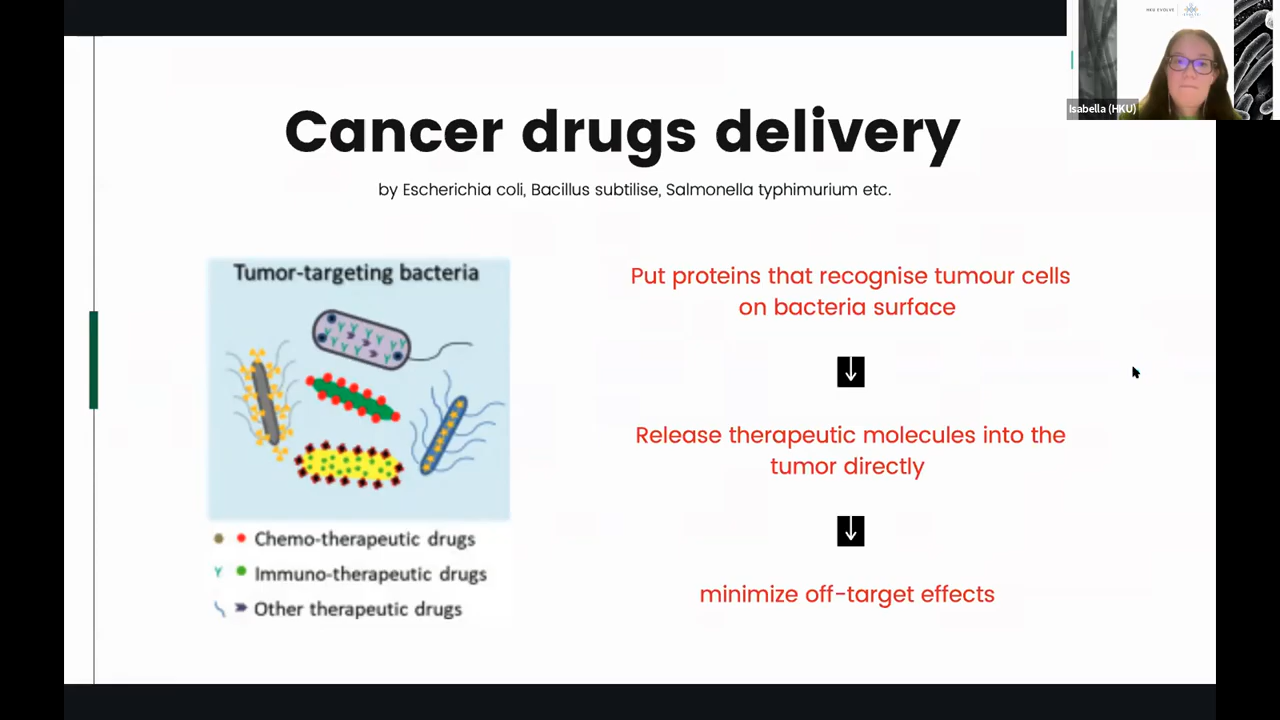 HKU EVOLVE
Isabella (HKU)
Cancer drugs delivery
by Escherichia coli, Bacillus subtilise, Salmonella typhimurium etc.
Tumor-targeting bacteria
Chemo-therapeutic drugs
Immuno-therapeutic drugs
Other therapeutic drugs
Put proteins that recognise tumour cells
on bacteria surface
Release therapeutic molecules into the
tumor directly
minimize off-target effects